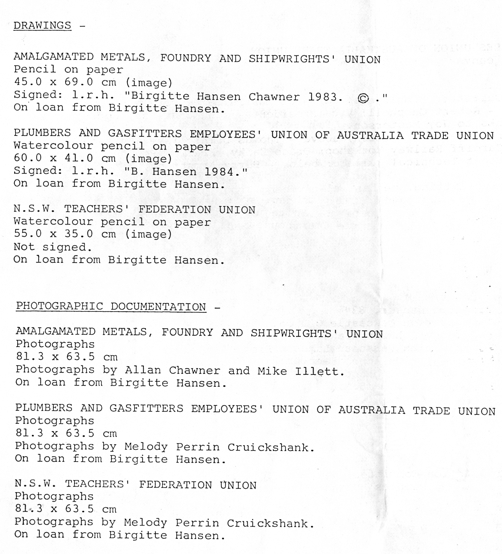 DRAWINGS -
AMALGAMATED METALS, FOUNDRY AND SHIPWRIGHTS' UNION
Pencil on paper
45.0 x 69.0 cm (image)
Signed: l.r.h. "Birgitte Hansen Chawner 1983. © ."
On loan from Birgitte Hansen.
PLUMBERS AND GASFITTERS EMPLOYEES' UNION OF AUSTRALIA TRADE UNION
Watercolour pencil on paper
60.0 x 41.0 cm (image)
Signed: l.r.h. "B. Hansen 1984."
On loan from Birgitte Hansen.
N.S.W. TEACHERS' FEDERATION UNION
Watercolour pencil on paper
55.0 x 35.0 cm (image)
Not signed.
On loan from Birgitte Hansen.
PHOTOGRAPHIC DOCUMENTATION -
AMALGAMATED METALS, FOUNDRY AND SHIPWRIGHTS' UNION
Photographs
81.3 x 63.5 cm
Photographs by Allan Chawner and Mike Illett.
On loan from Birgitte Hansen.
PLUMBERS AND GASFITTERS EMPLOYEES' UNION OF AUSTRALIA TRADE UNION
Photographs
81.3 x 63.5 cm
Photographs by Melody Perrin Cruickshank.
On loan from Birgitte Hansen.
N.S.W. TEACHERS' FEDERATION UNION
Photographs
81.3 x 63.5 cm
Photographs by Melody Perrin Cruickshank.
On loan from Birgitte Hansen.